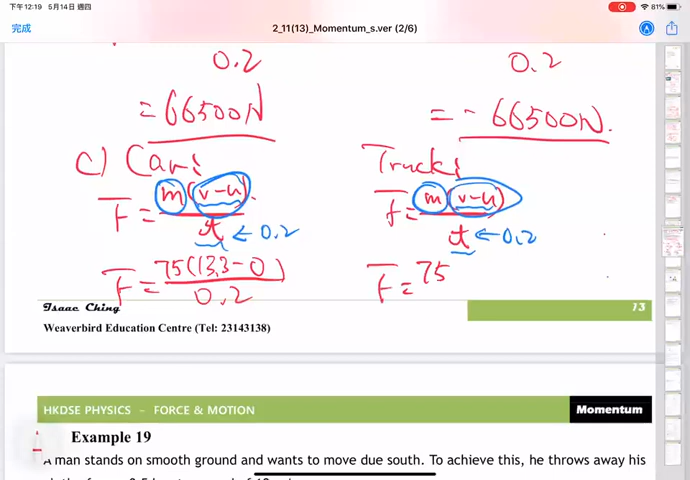 下午12:19 5月14日 週四 81%
完成 2_11(13)_Momentum_s.ver (2/6)
0.2 0.2
= 66500N = - 66500N.
c) Car: Truck:
F = m(v-u) F = m(v-u)
t ← 0.2 t ← 0.2
F = 75(13.3-0) F = 75
0.2
Isaac Ching 13
Weaverbird Education Centre (Tel: 23143138)
HKDSE PHYSICS - FORCE & MOTION Momentum
Example 19
A man stands on smooth ground and wants to move due south. To achieve this, he throws away his